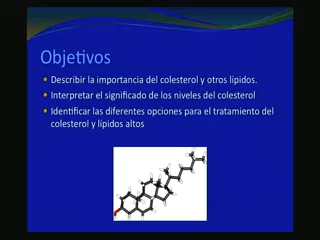 Objetivos
Describir la importancia del colesterol y otros lípidos.
Interpretar el significado de los niveles del colesterol
Identificar las diferentes opciones para el tratamiento del
colesterol y lípidos altos